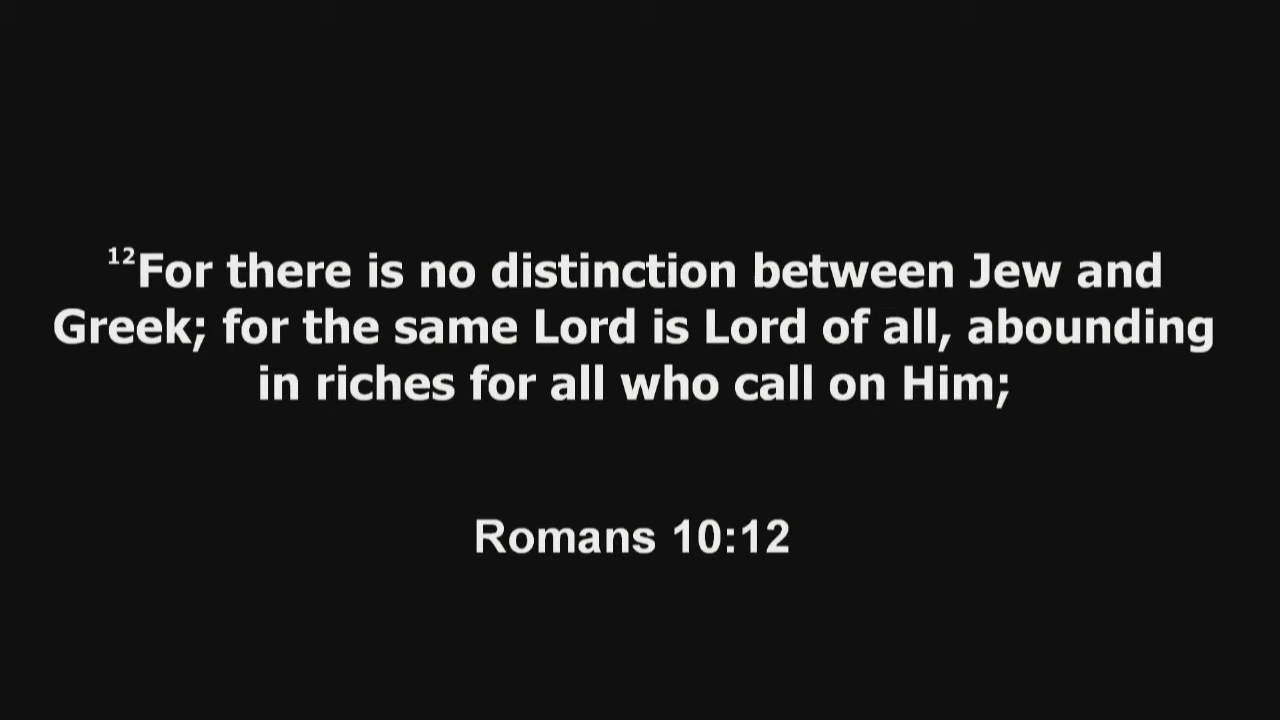 12For there is no distinction between Jew and
Greek; for the same Lord is Lord of all, abounding
in riches for all who call on Him;
Romans 10:12